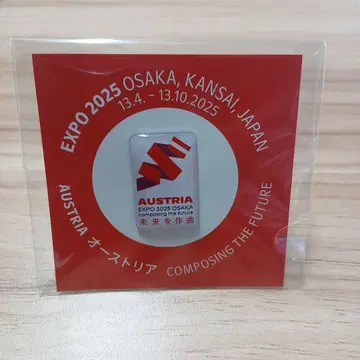 EXPO 2025 OSAKA, KANSAI, JAPAN
13.4. – 13.10.2025
AUSTRIA
EXPO 2025 OSAKA
composing the future
未来を作曲
AUSTRIA オーストリア COMPOSING THE FUTURE